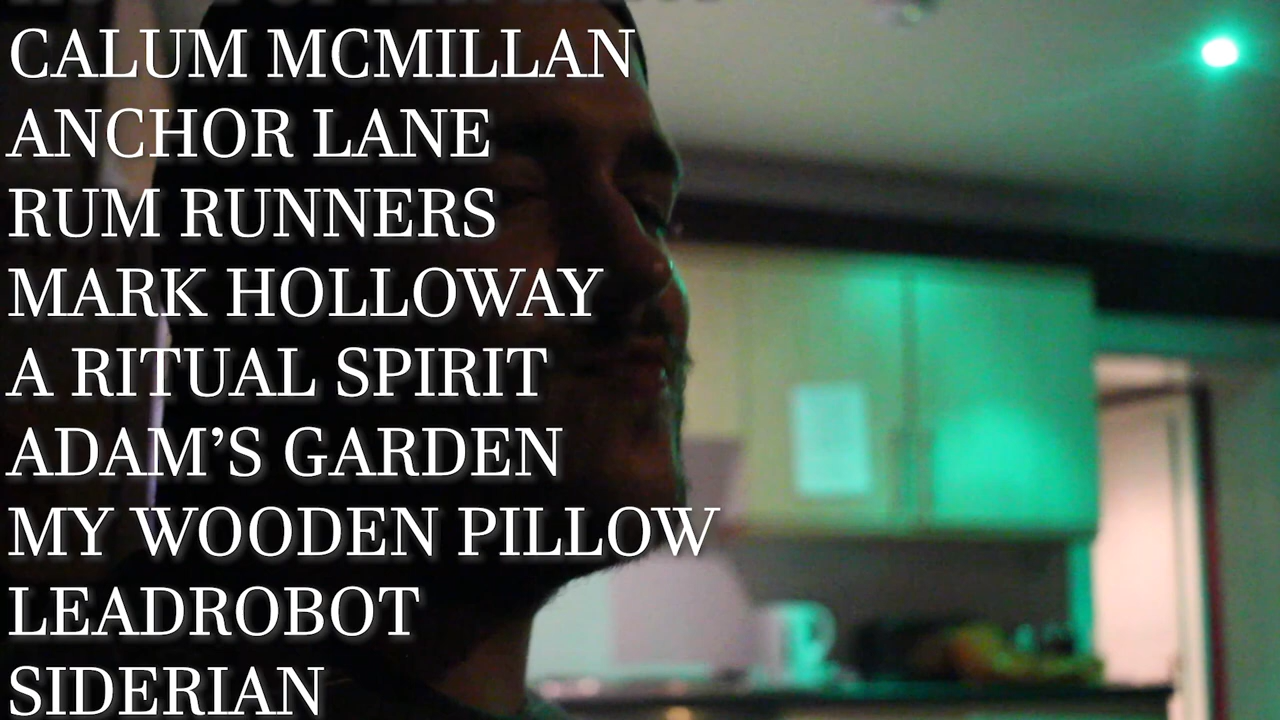 CALUM MCMILLAN
ANCHOR LANE
RUM RUNNERS
MARK HOLLOWAY
A RITUAL SPIRIT
ADAM’S GARDEN
MY WOODEN PILLOW
LEADROBOT
SIDERIAN